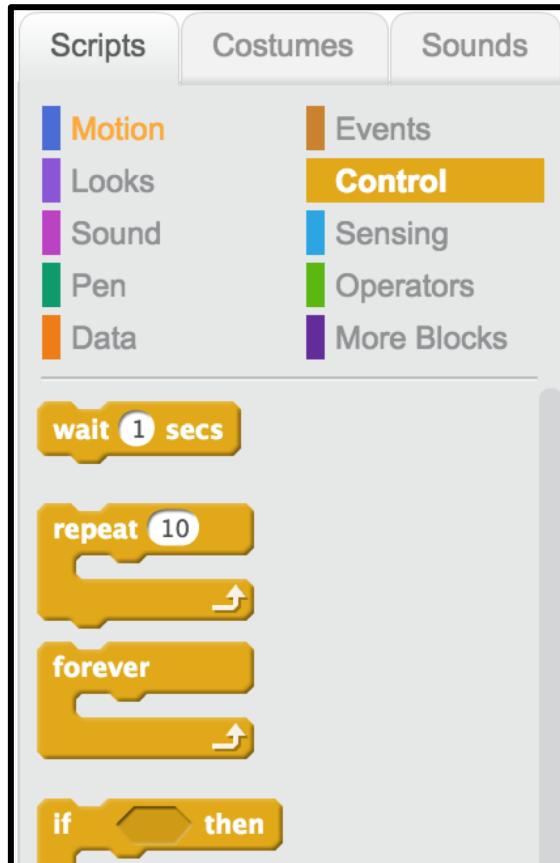 Scripts Costumes Sounds
Motion Events
Looks Control
Sound Sensing
Pen Operators
Data More Blocks
wait 1 secs
repeat 10
forever
if then